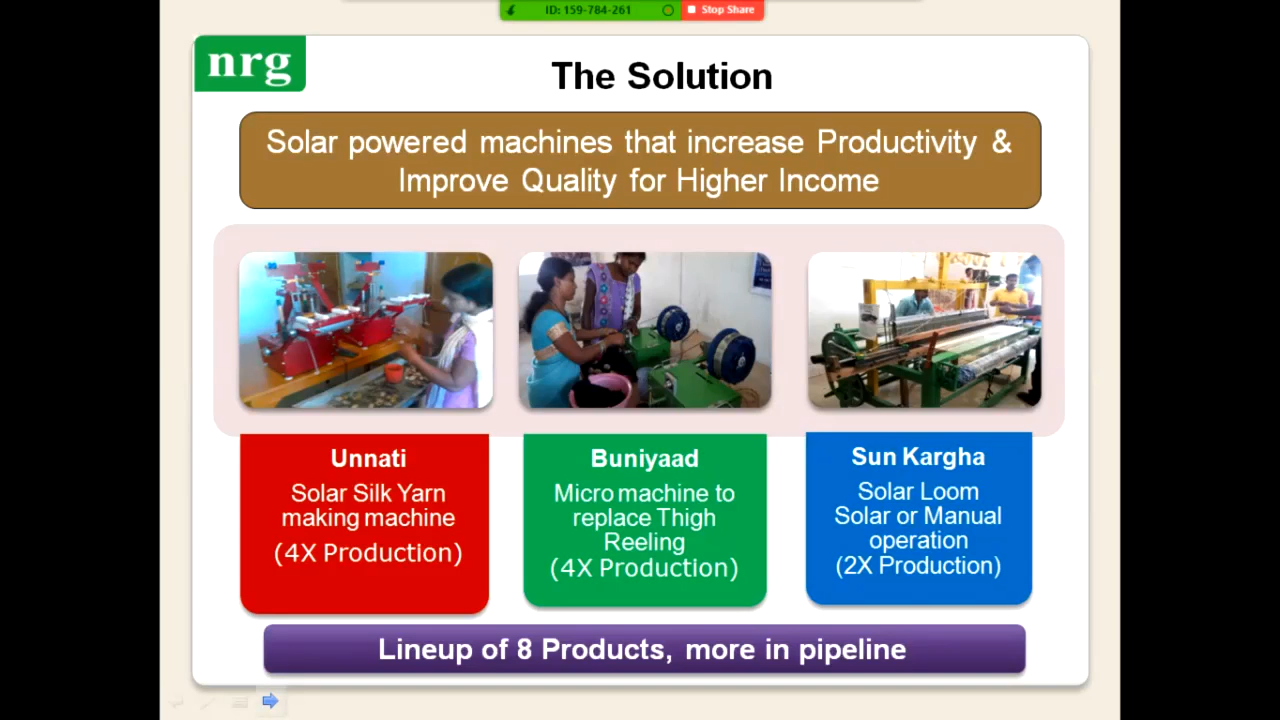 ID: 159-784-261
Stop Share
nrg
The Solution
Solar powered machines that increase Productivity &
Improve Quality for Higher Income
Unnati
Solar Silk Yarn
making machine
(4X Production)
Buniyaad
Micro machine to
replace Thigh
Reeling
(4X Production)
Sun Kargha
Solar Loom
Solar or Manual
operation
(2X Production)
Lineup of 8 Products, more in pipeline